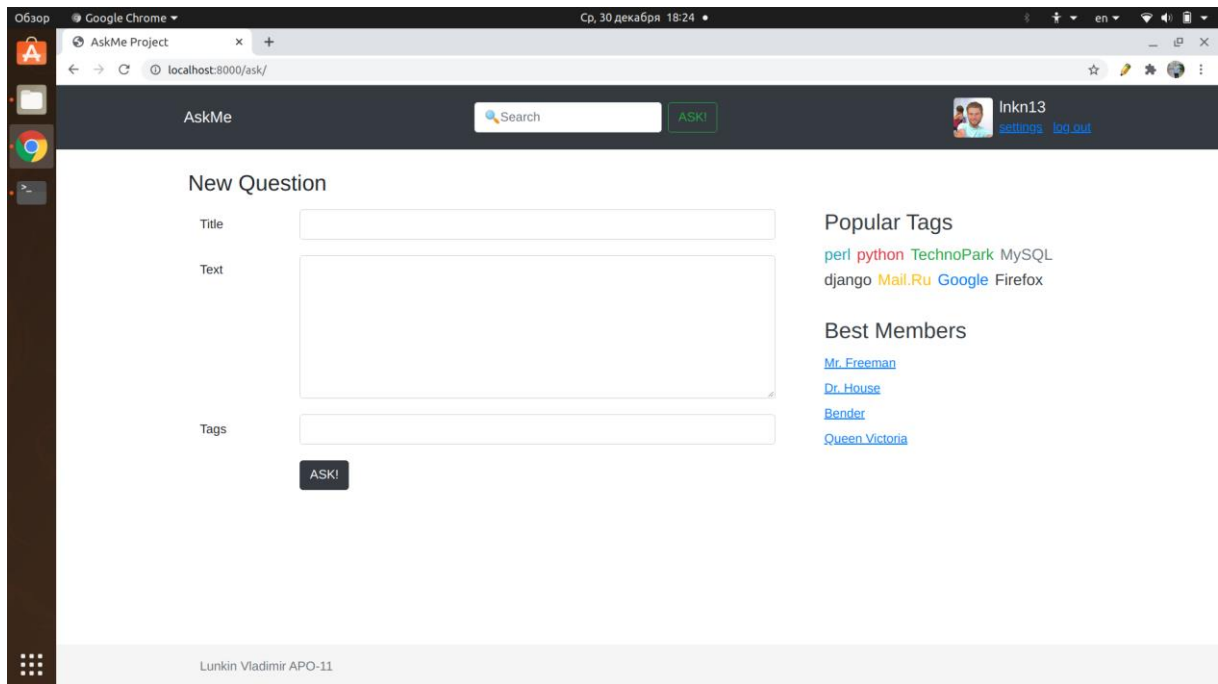 Обзор Google Chrome Ср, 30 декабря 18:24 en
AskMe Project
localhost:8000/ask/
AskMe Search ASK! lnkn13
settings log out
New Question
Title
Text
Tags
ASK!
Popular Tags
perl python TechnoPark MySQL
django Mail.Ru Google Firefox
Best Members
Mr. Freeman
Dr. House
Bender
Queen Victoria
Lunkin Vladimir APO-11